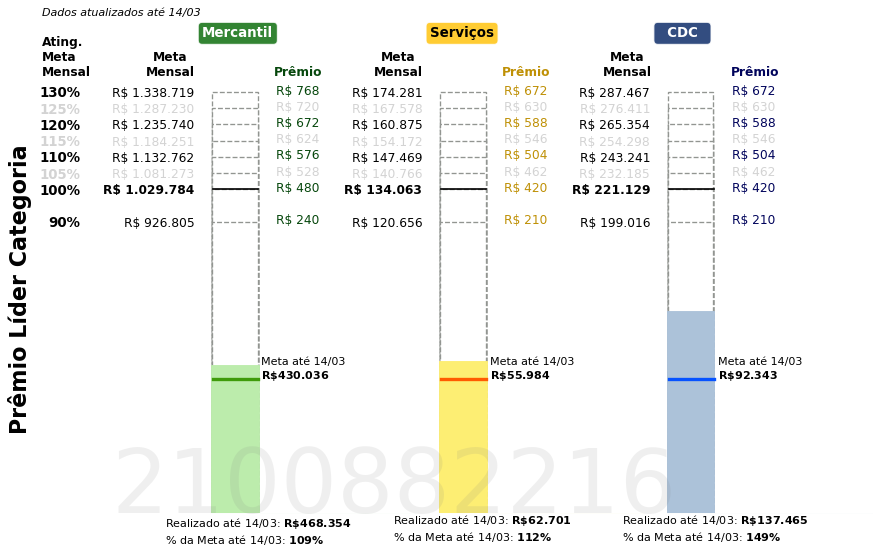 Dados atualizados até 14/03
Mercantil Serviços CDC
Ating.
Meta Meta Meta Meta
Mensal Mensal Prêmio Mensal Prêmio Mensal Prêmio
130% R$ 1.338.719 R$ 768 R$ 174.281 R$ 672 R$ 287.467 R$ 672
125% R$ 1.287.230 R$ 720 R$ 167.578 R$ 630 R$ 276.411 R$ 630
120% R$ 1.235.740 R$ 672 R$ 160.875 R$ 588 R$ 265.354 R$ 588
115% R$ 1.184.251 R$ 624 R$ 154.172 R$ 546 R$ 254.298 R$ 546
110% R$ 1.132.762 R$ 576 R$ 147.469 R$ 504 R$ 243.241 R$ 504
105% R$ 1.081.273 R$ 528 R$ 140.766 R$ 462 R$ 232.185 R$ 462
100% R$ 1.029.784 R$ 480 R$ 134.063 R$ 420 R$ 221.129 R$ 420
90% R$ 926.805 R$ 240 R$ 120.656 R$ 210 R$ 199.016 R$ 210
Prêmio Líder Categoria
Meta até 14/03 Meta até 14/03 Meta até 14/03
R$430.036 R$55.984 R$92.343
2100882216
Realizado até 14/03: R$468.354 Realizado até 14/03: R$62.701 Realizado até 14/03: R$137.465
% da Meta até 14/03: 109% % da Meta até 14/03: 112% % da Meta até 14/03: 149%